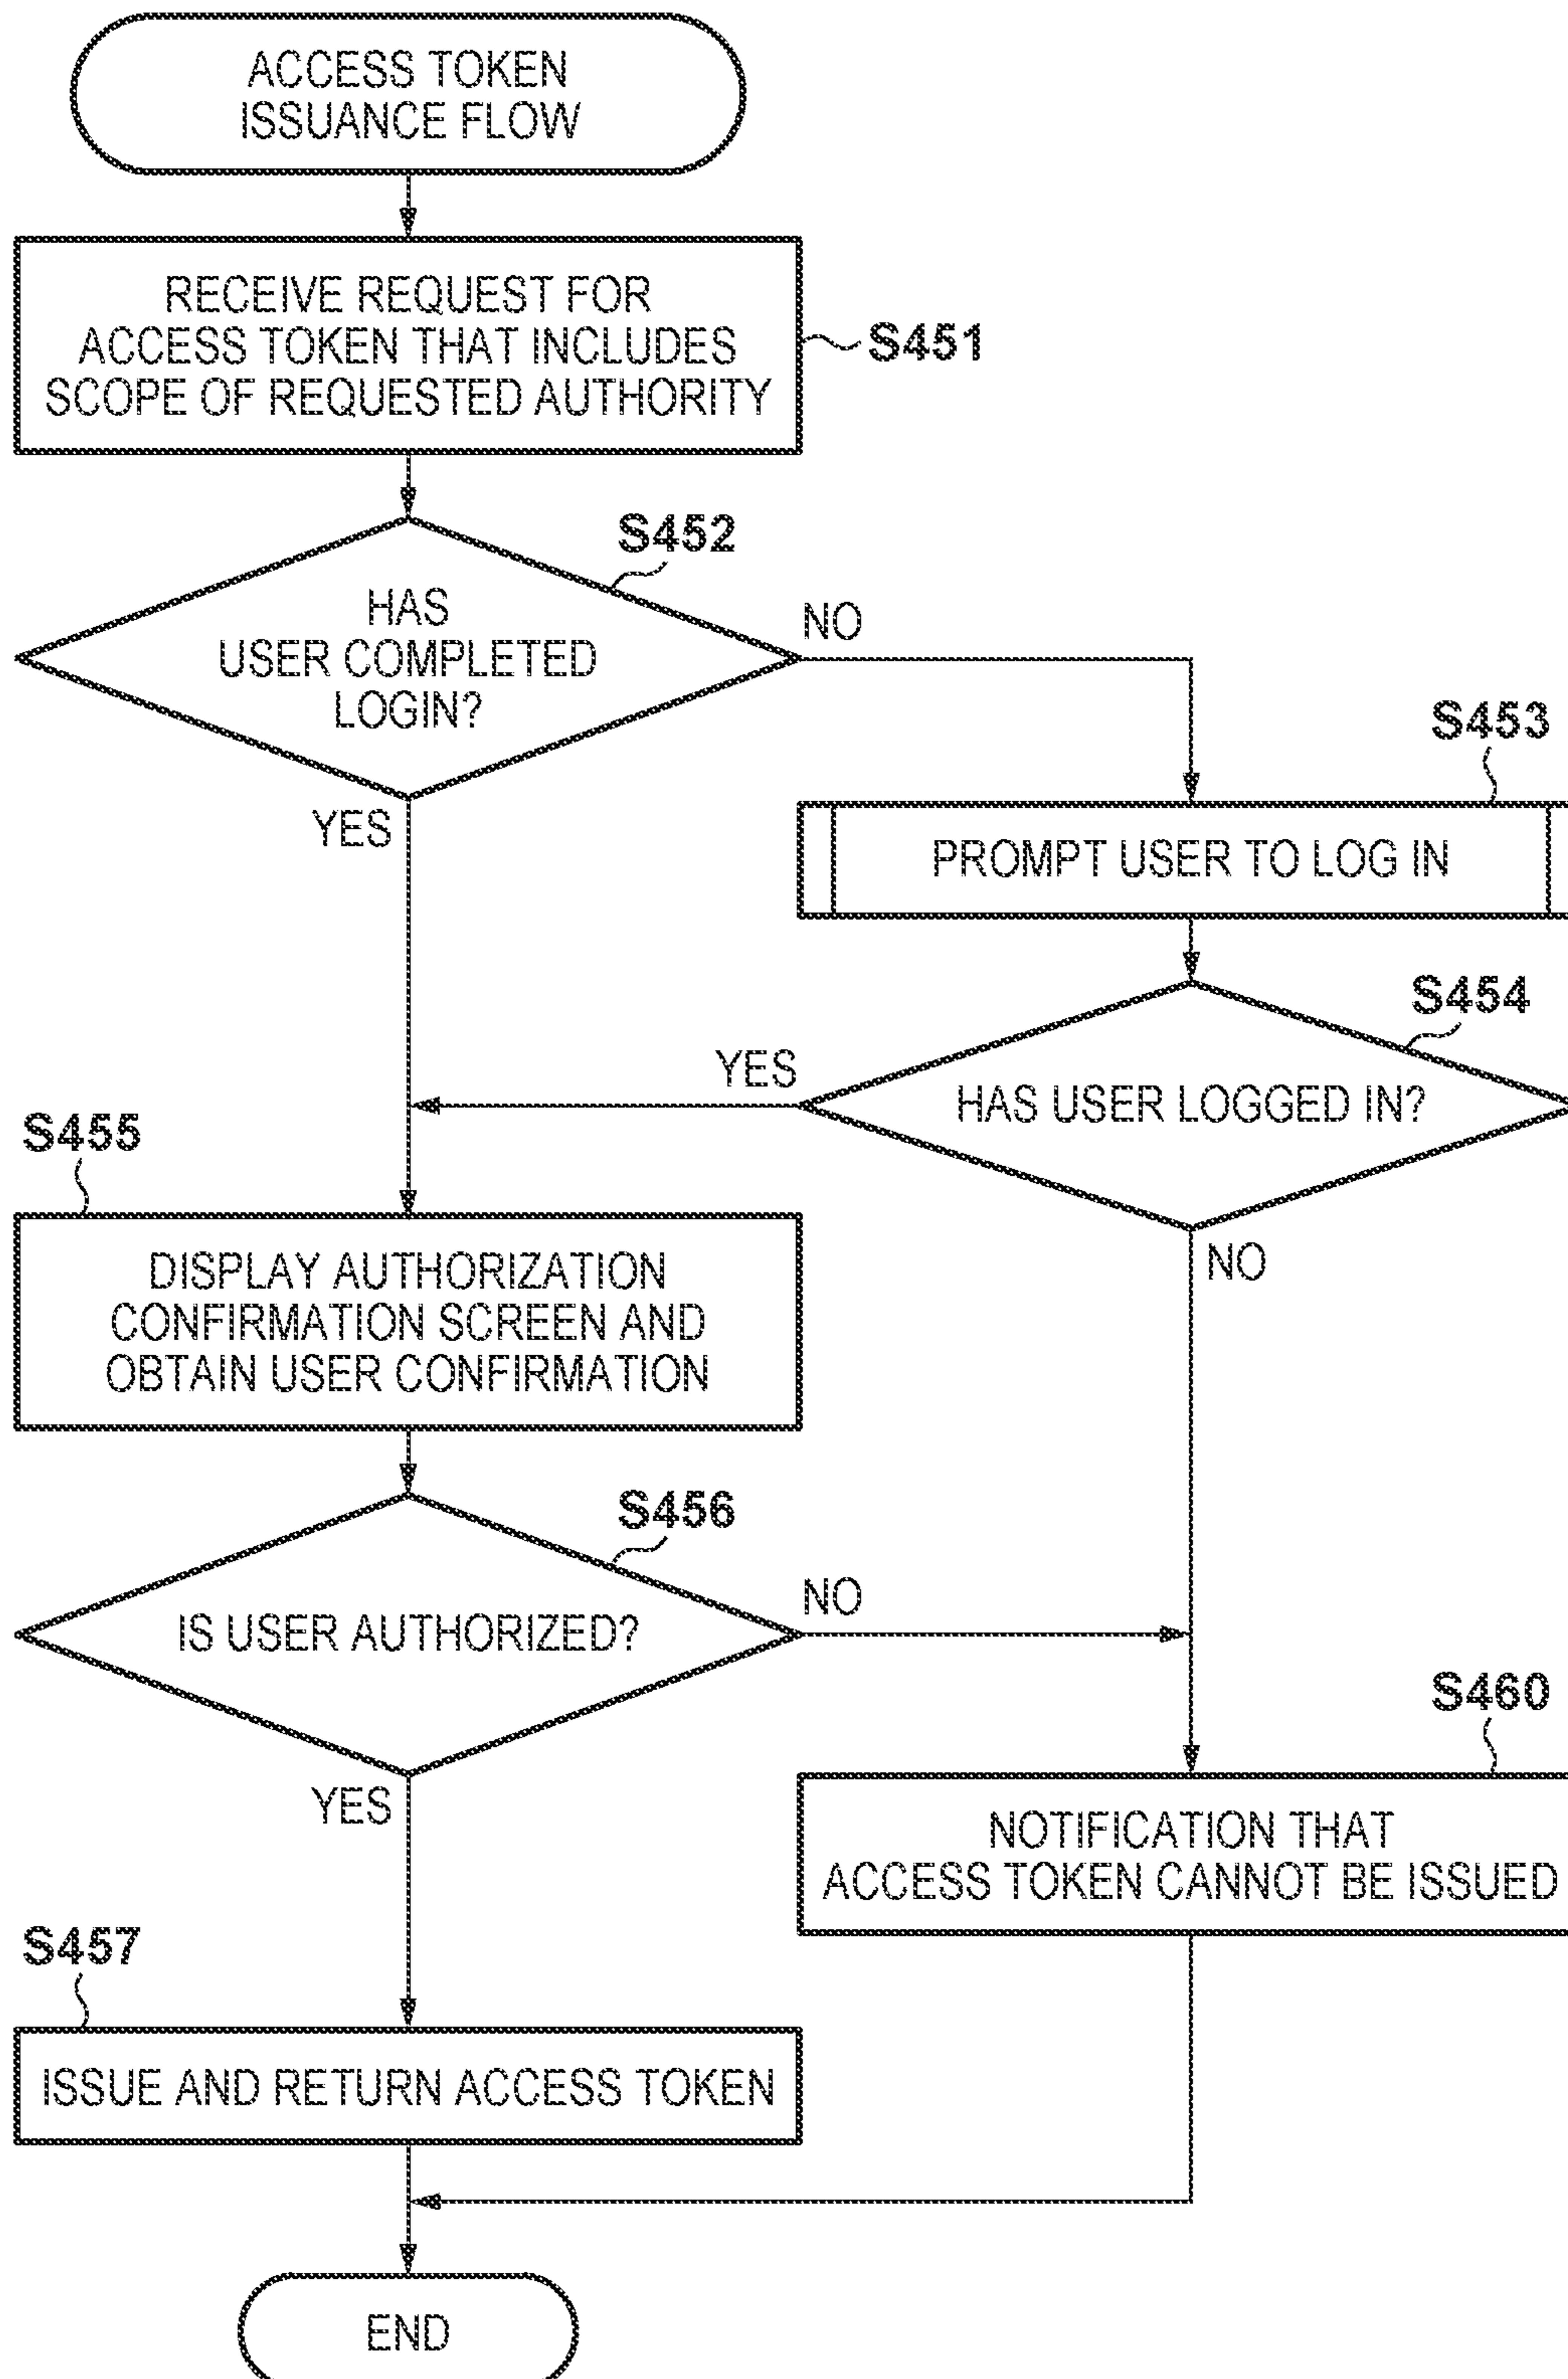 ACCESS TOKEN
ISSUANCE FLOW
RECEIVE REQUEST FOR
ACCESS TOKEN THAT INCLUDES
SCOPE OF REQUESTED AUTHORITY
S451
S452
HAS
USER COMPLETED
LOGIN?
NO
YES
S453
PROMPT USER TO LOG IN
S454
HAS USER LOGGED IN?
YES
NO
S455
DISPLAY AUTHORIZATION
CONFIRMATION SCREEN AND
OBTAIN USER CONFIRMATION
S456
IS USER AUTHORIZED?
NO
YES
S460
NOTIFICATION THAT
ACCESS TOKEN CANNOT BE ISSUED
S457
ISSUE AND RETURN ACCESS TOKEN
END